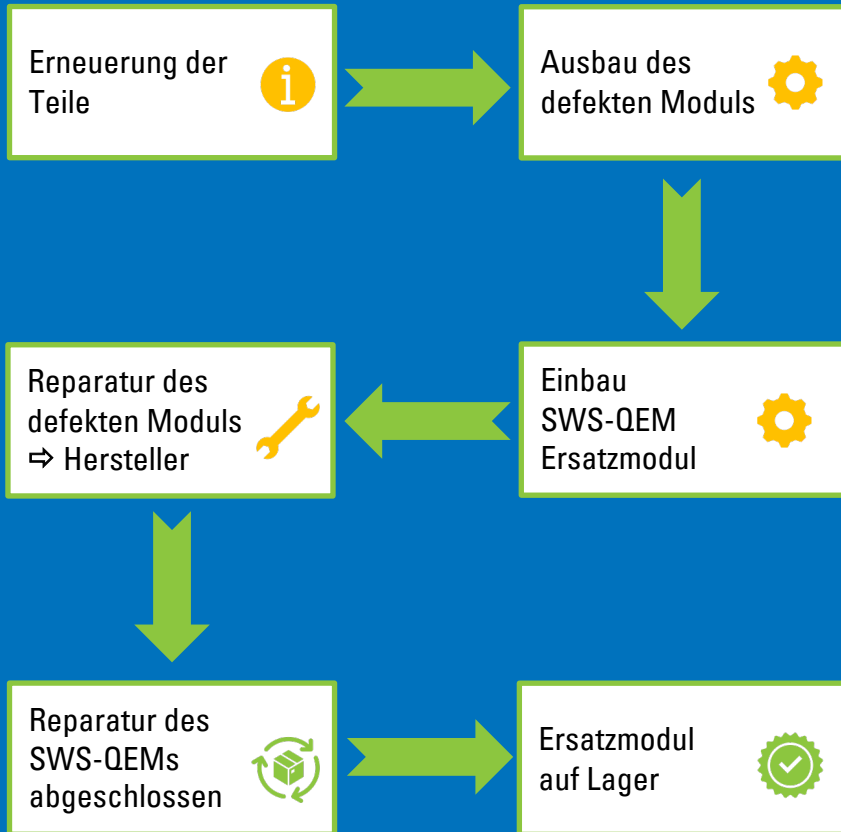 Erneuerung der
Teile
Ausbau des
defekten Moduls
Einbau
SWS-QEM
Ersatzmodul
Reparatur des
defekten Moduls
⇨ Hersteller
Reparatur des
SWS-QEMs
abgeschlossen
Ersatzmodul
auf Lager